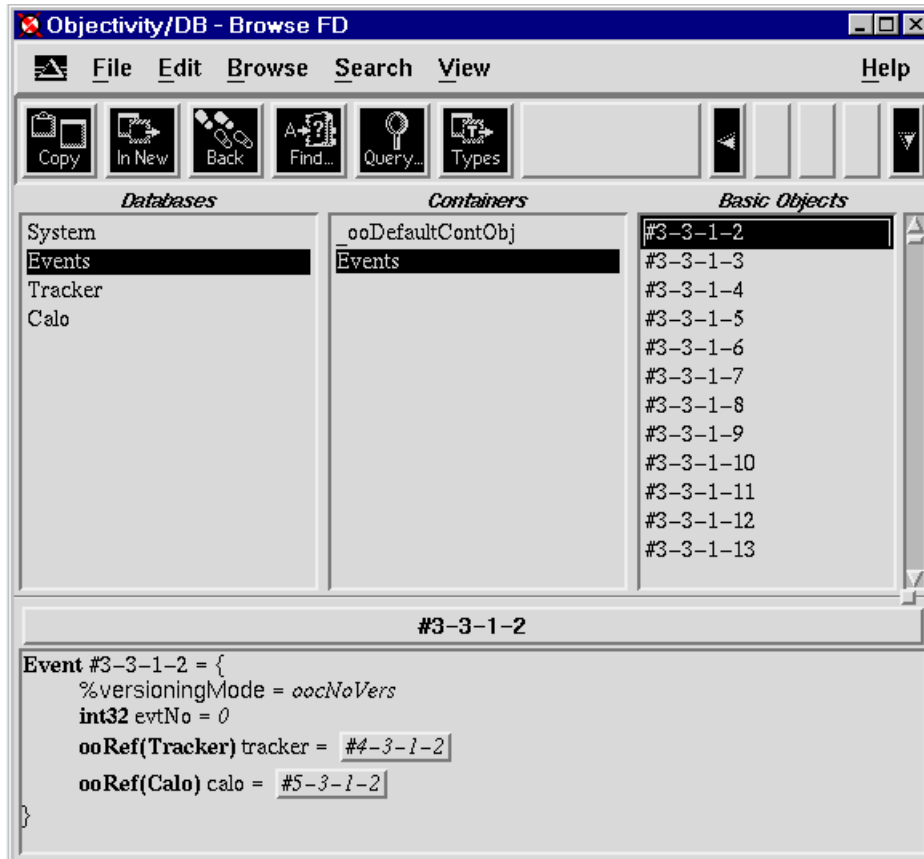 Objectivity/DB - Browse FD
File Edit Browse Search View Help
Copy In New Back Find... Query... Types
Databases Containers Basic Objects
System _ooDefaultContObj #3-3-1-2
Events Events #3-3-1-3
Tracker #3-3-1-4
Calo #3-3-1-5
#3-3-1-6
#3-3-1-7
#3-3-1-8
#3-3-1-9
#3-3-1-10
#3-3-1-11
#3-3-1-12
#3-3-1-13
#3-3-1-2
Event #3-3-1-2 = {
%versioningMode = oocNoVers
int32 evtNo = 0
ooRef(Tracker) tracker = #4-3-1-2
ooRef(Calo) calo = #5-3-1-2
}